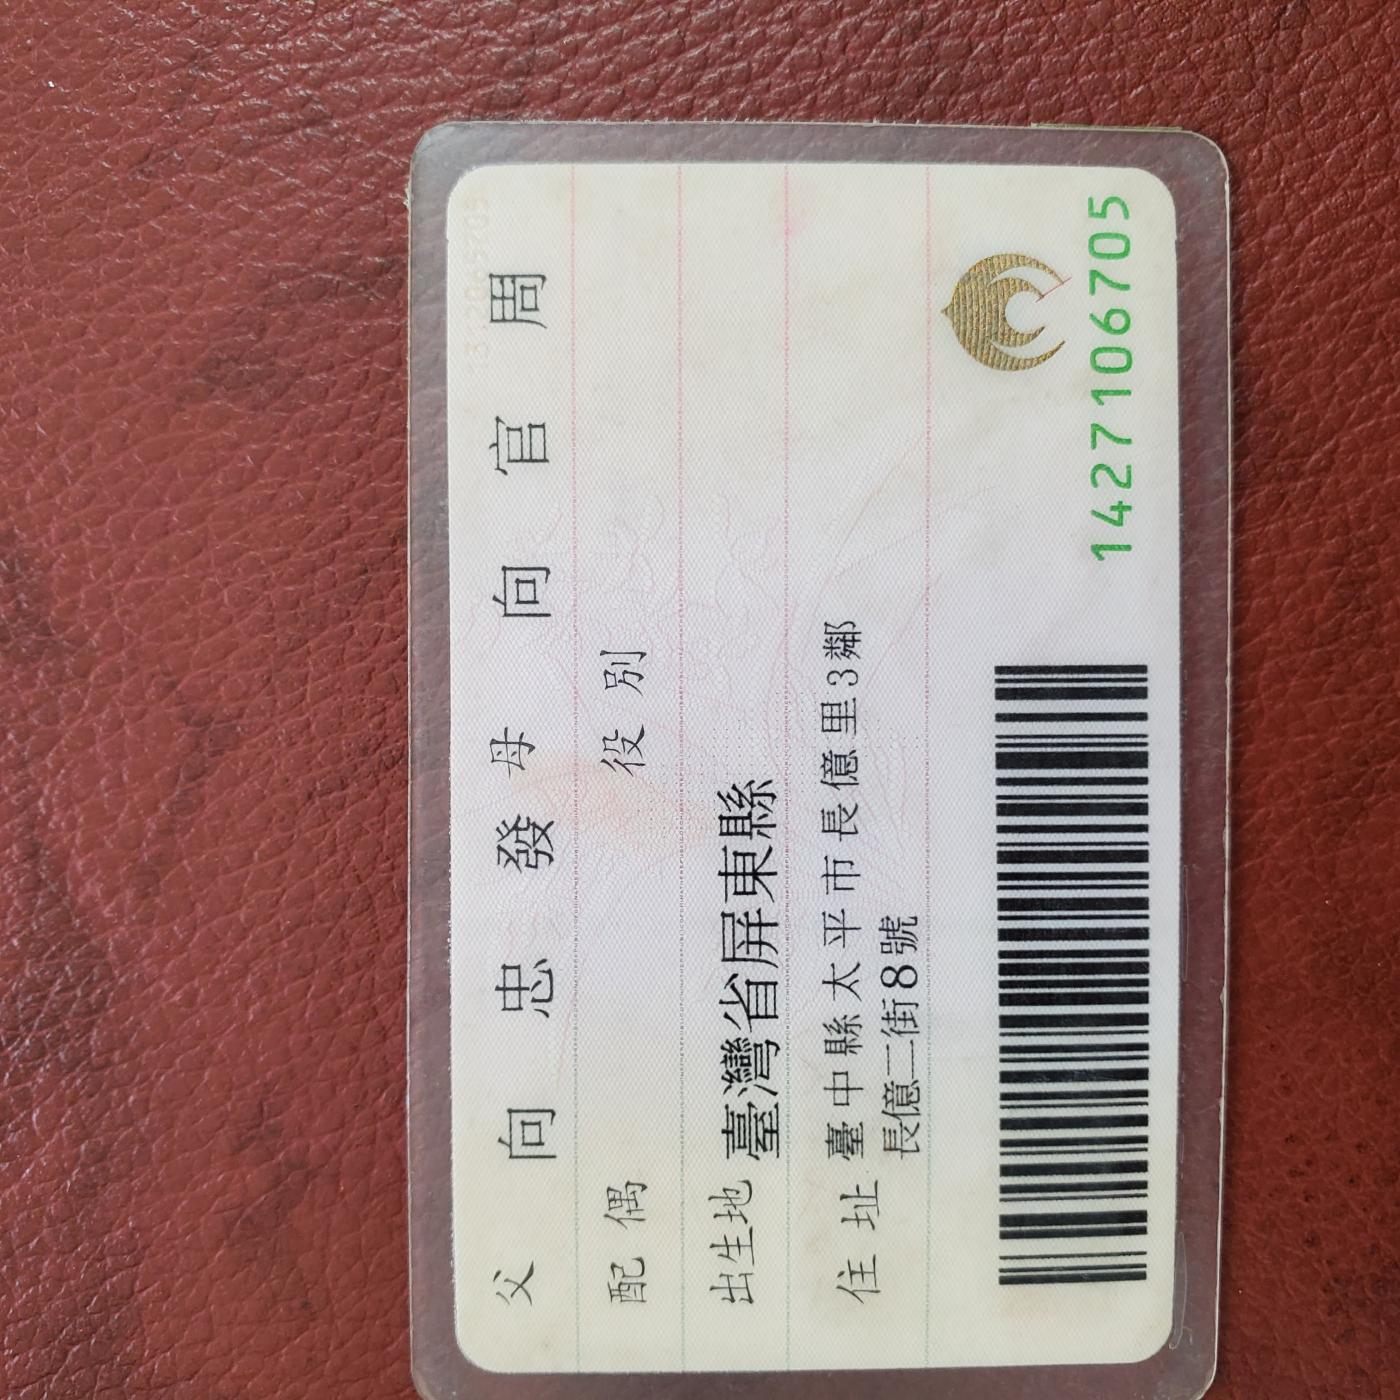 父 向忠發 母 向官周
配偶 役別
出生地 臺灣省屏東縣
住址 臺中縣太平市長億里3鄰
長億二街8號
1427106705